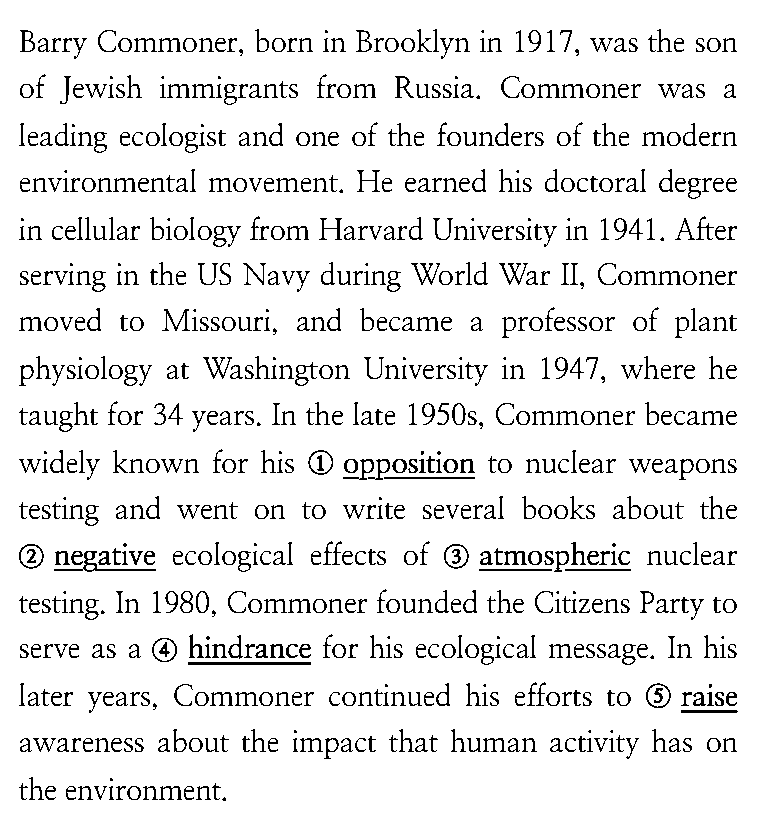 Barry Commoner, born in Brooklyn in 1917, was the son
of Jewish immigrants from Russia. Commoner was a
leading ecologist and one of the founders of the modern
environmental movement. He earned his doctoral degree
in cellular biology from Harvard University in 1941. After
serving in the US Navy during World War II, Commoner
moved to Missouri, and became a professor of plant
physiology at Washington University in 1947, where he
taught for 34 years. In the late 1950s, Commoner became
widely known for his ① opposition to nuclear weapons
testing and went on to write several books about the
② negative ecological effects of ③ atmospheric nuclear
testing. In 1980, Commoner founded the Citizens Party to
serve as a ④ hindrance for his ecological message. In his
later years, Commoner continued his efforts to ⑤ raise
awareness about the impact that human activity has on
the environment.